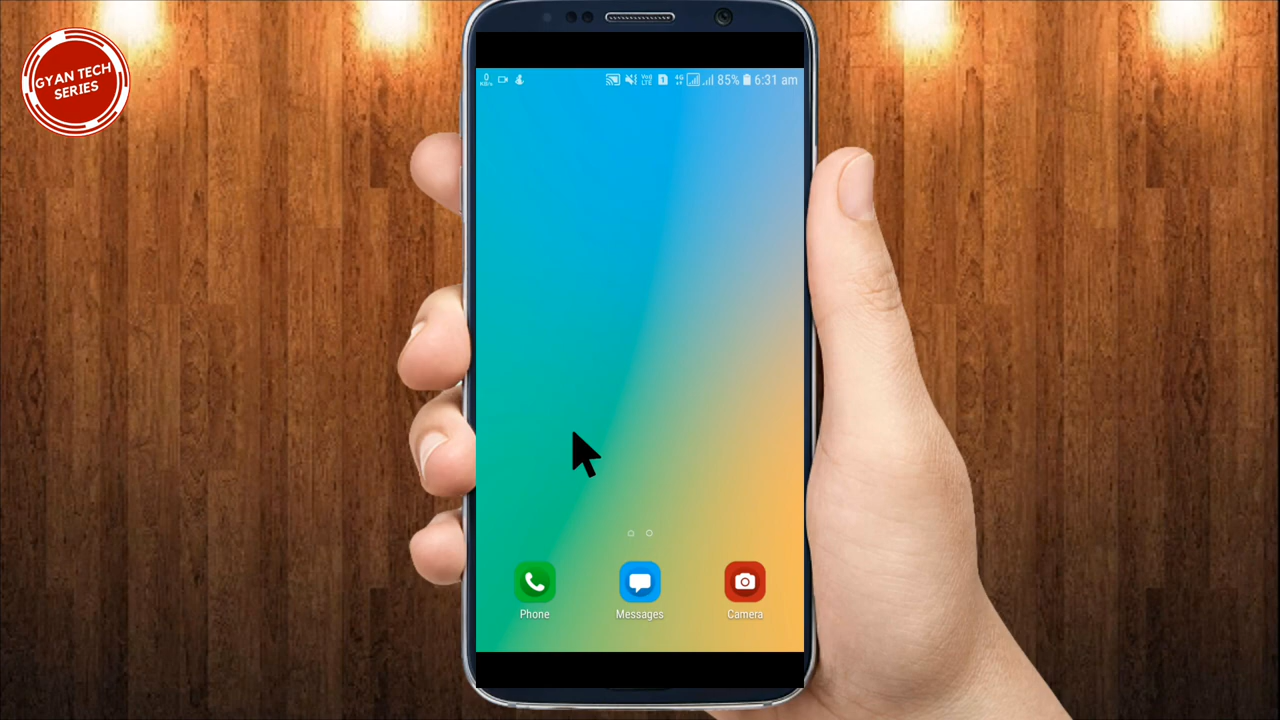 GYAN TECH
SERIES
85% 6:31 am
Phone
Messages
Camera